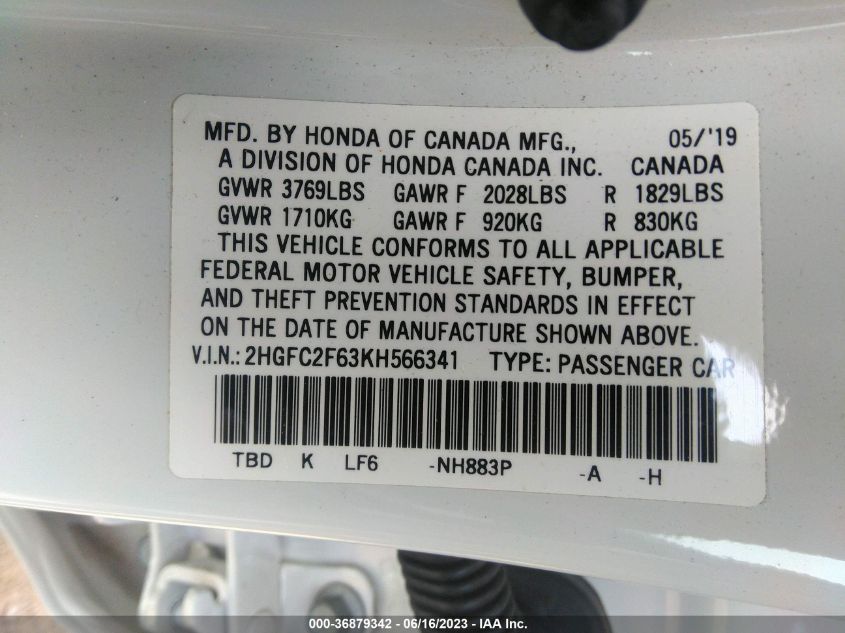 MFD. BY HONDA OF CANADA MFG., 05/'19
A DIVISION OF HONDA CANADA INC. CANADA
GVWR 3769LBS GAWR F 2028LBS R 1829LBS
GVWR 1710KG GAWR F 920KG R 830KG
THIS VEHICLE CONFORMS TO ALL APPLICABLE
FEDERAL MOTOR VEHICLE SAFETY, BUMPER,
AND THEFT PREVENTION STANDARDS IN EFFECT
ON THE DATE OF MANUFACTURE SHOWN ABOVE.
V.I.N.: 2HGFC2F63KH566341 TYPE: PASSENGER CAR
TBD K LF6 -NH883P -A -H
000-36879342 - 06/16/2023 - IAA Inc.